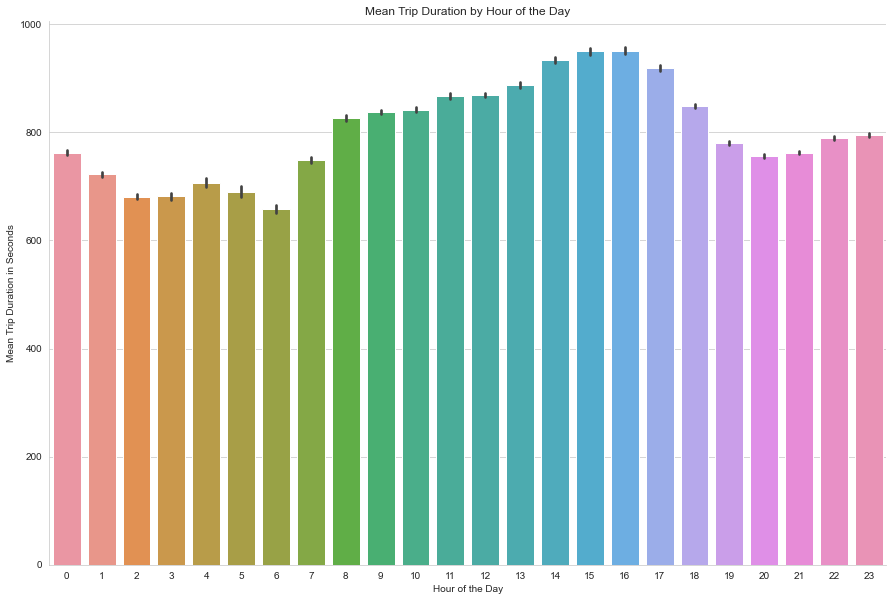 Mean Trip Duration by Hour of the Day
1000
800
600
400
200
0
Mean Trip Duration in Seconds
0 1 2 3 4 5 6 7 8 9 10 11 12 13 14 15 16 17 18 19 20 21 22 23
Hour of the Day